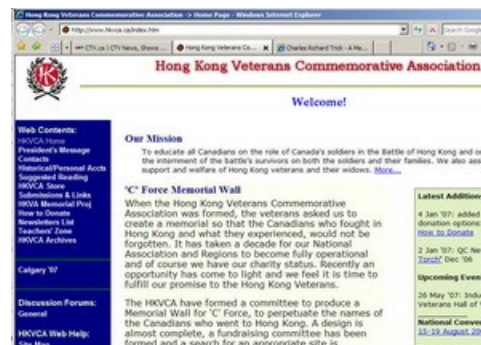 Hong Kong Veterans Commemorative Association -> Home Page - Windows Internet Explorer
http://www.hkvca.ca/index.htm
Search Google
CTV.ca | CTV News, Shows ...
Hong Kong Veterans Co...
Charles Richard Trick - A Me...
Hong Kong Veterans Commemorative Association
Welcome!
Web Contents:
HKVCA Home
President's Message
Contacts
Historical/Personal Accts
Suggested Reading
HKVCA Store
Submissions & Links
HKVA Memorial Proj
How to Donate
Newsletters List
Teachers' Zone
HKVCA Archives
Calgary '07
Discussion Forums:
General
HKVCA Web Help:
Site Map
Our Mission
To educate all Canadians on the role of Canada's soldiers in the Battle of Hong Kong and o
the internment of the battle's survivors on both the soldiers and their families. We also ass
support and welfare of Hong Kong veterans and their widows. More...
'C' Force Memorial Wall
When the Hong Kong Veterans Commemorative
Association was formed, the veterans asked us to
create a memorial so that the Canadians who fought in
Hong Kong and what they experienced, would not be
forgotten. It has taken a decade for our National
Association and Regions to become fully operational
and of course we have our charity status. Recently an
opportunity has come to light and we feel it is time to
fulfill our promise to the Hong Kong Veterans.
The HKVCA have formed a committee to produce a
Memorial Wall for 'C' Force, to perpetuate the names of
the Canadians who went to Hong Kong. A design is
almost complete, a fundraising committee has been
formed and a search for an appropriate site is
Latest Addition
4 Jan '07: added
donation options:
How to Donate
2 Jan '07: QC Ne
Torch" Dec '06
Upcoming Even
26 May '07: Indu
Veterans Hall of
National Conver
15-19 August 20